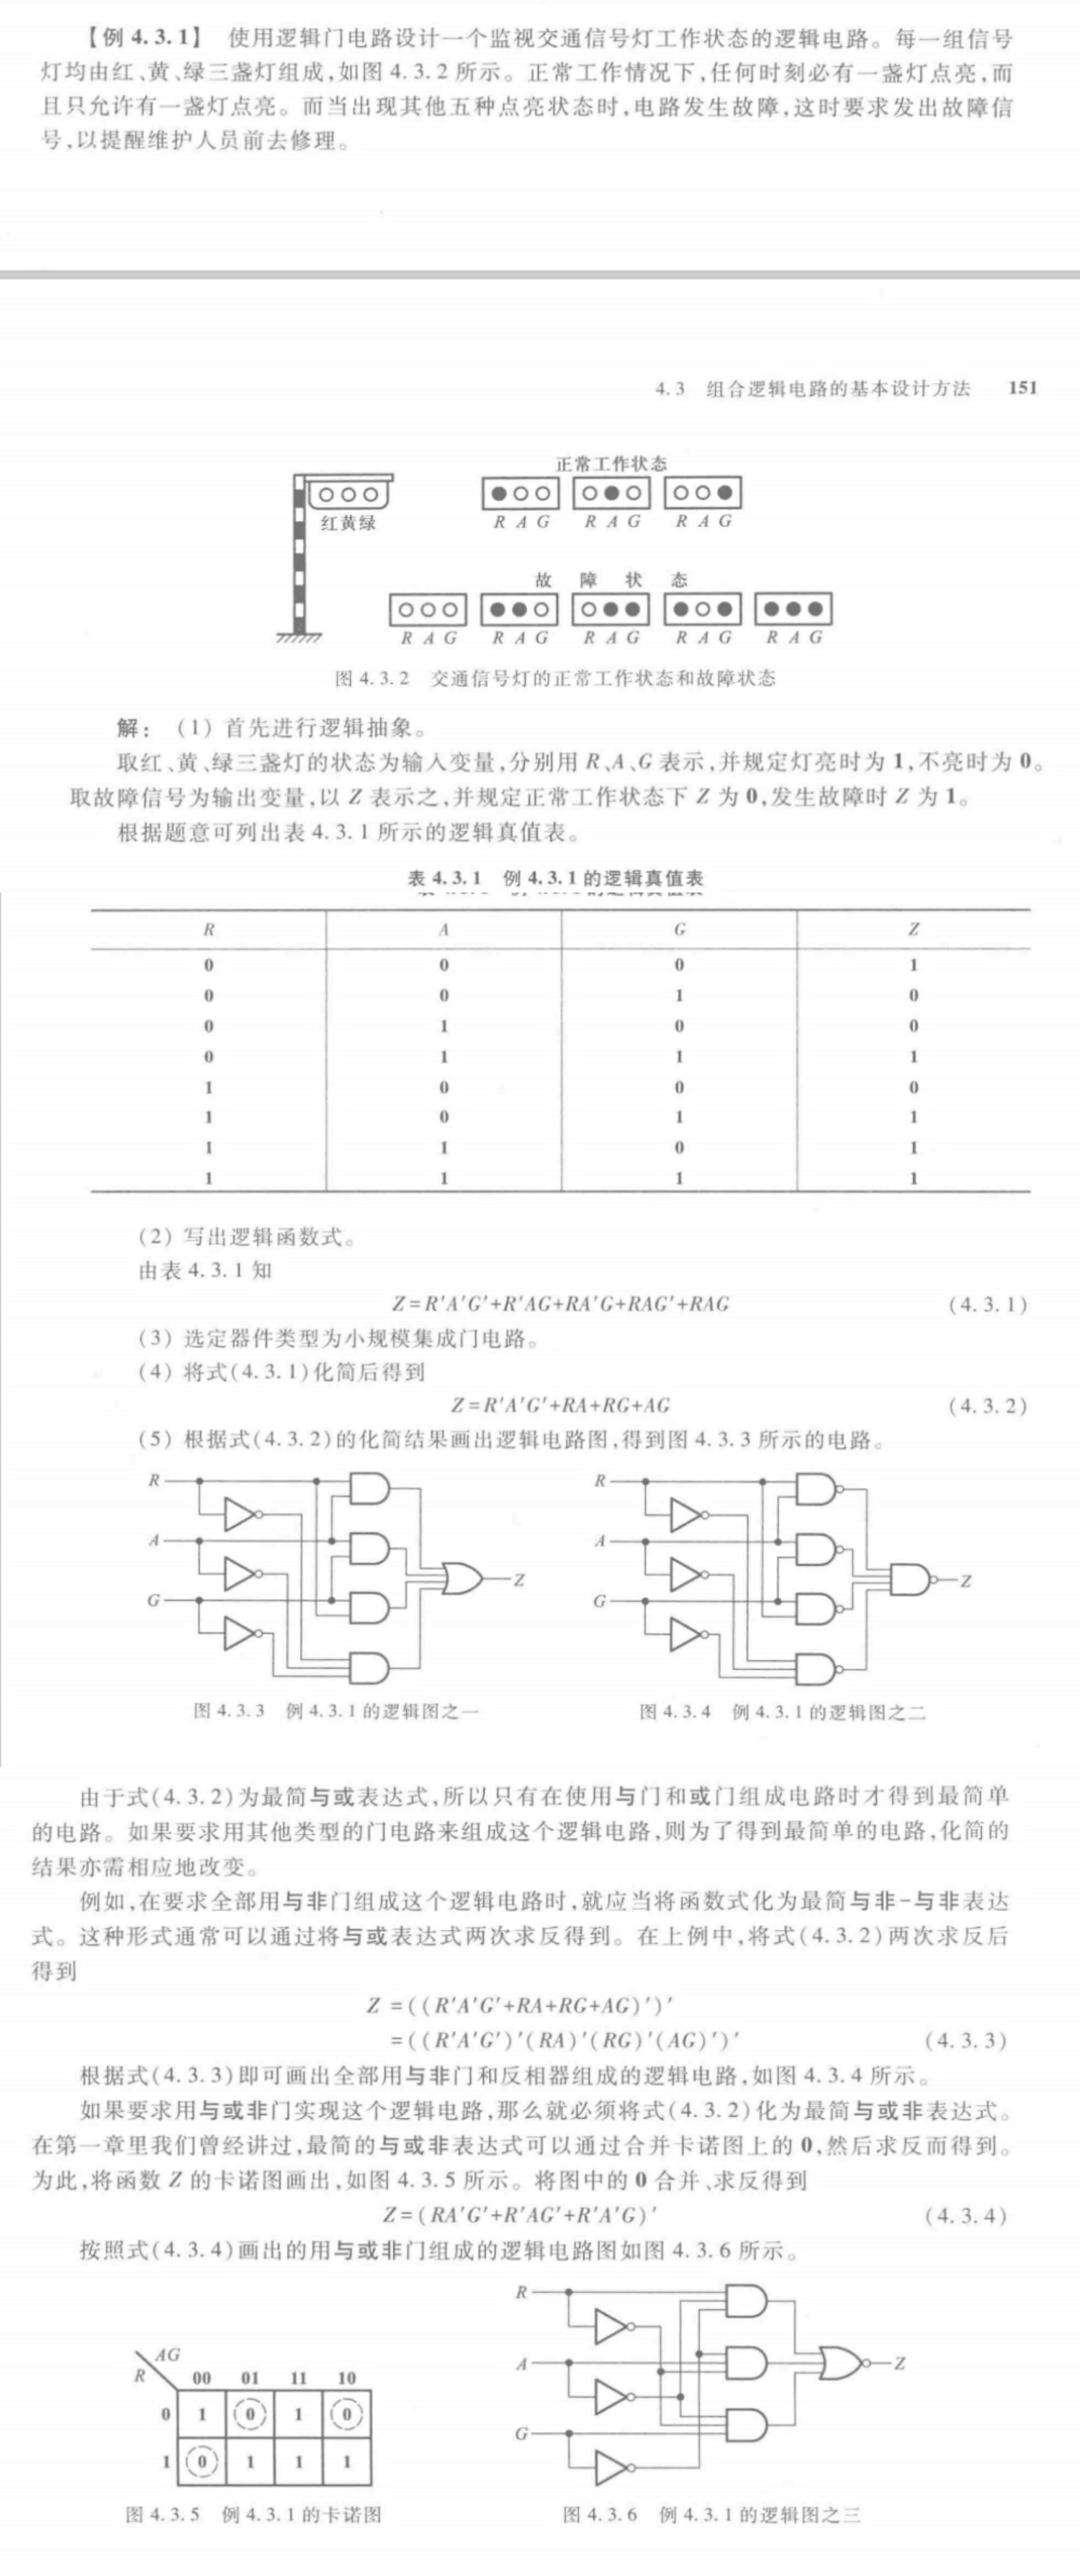 【例 4.3.1】 使用逻辑门电路设计一个监视交通信号灯工作状态的逻辑电路。每一组信号
灯均由红、黄、绿三盏灯组成,如图 4.3.2 所示。正常工作情况下,任何时刻必有一盏灯点亮,而
且只允许有一盏灯点亮。而当出现其他五种点亮状态时,电路发生故障,这时要求发出故障信
号,以提醒维护人员前去修理。
4.3 组合逻辑电路的基本设计方法 151
正常工作状态
红黄绿
R A G R A G R A G
故 障 状 态
R A G R A G R A G R A G R A G
图 4.3.2 交通信号灯的正常工作状态和故障状态
解: (1) 首先进行逻辑抽象。
取红、黄、绿三盏灯的状态为输入变量,分别用 R、A、G 表示,并规定灯亮时为 1,不亮时为 0。
取故障信号为输出变量,以 Z 表示之,并规定正常工作状态下 Z 为 0,发生故障时 Z 为 1。
根据题意可列出表 4.3.1 所示的逻辑真值表。
表 4.3.1 例 4.3.1 的逻辑真值表
R A G Z
0 0 0 1
0 0 1 0
0 1 0 0
0 1 1 1
1 0 0 0
1 0 1 1
1 1 0 1
1 1 1 1
(2) 写出逻辑函数式。
由表 4.3.1 知
Z=R'A'G'+R'AG+RA'G+RAG'+RAG (4.3.1)
(3) 选定器件类型为小规模集成门电路。
(4) 将式(4.3.1)化简后得到
Z=R'A'G'+RA+RG+AG (4.3.2)
(5) 根据式(4.3.2)的化简结果画出逻辑电路图,得到图 4.3.3 所示的电路。
R
A
G
Z
R
A
G
Z
图 4.3.3 例 4.3.1 的逻辑图之一
图 4.3.4 例 4.3.1 的逻辑图之二
由于式(4.3.2)为最简与或表达式,所以只有在使用与门和或门组成电路时才得到最简单
的电路。如果要求用其他类型的门电路来组成这个逻辑电路,则为了得到最简单的电路,化简的
结果亦需相应地改变。
例如,在要求全部用与非门组成这个逻辑电路时,就应当将函数式化为最简与非-与非表达
式。这种形式通常可以通过将与或表达式两次求反得到。在上例中,将式(4.3.2)两次求反后
得到
Z =((R'A'G'+RA+RG+AG)')'
=((R'A'G')'(RA)'(RG)'(AG)')' (4.3.3)
根据式(4.3.3)即可画出全部用与非门和反相器组成的逻辑电路,如图 4.3.4 所示。
如果要求用与或非门实现这个逻辑电路,那么就必须将式(4.3.2)化为最简与或非表达式。
在第一章里我们曾经讲过,最简的与或非表达式可以通过合并卡诺图上的 0,然后求反而得到。
为此,将函数 Z 的卡诺图画出,如图 4.3.5 所示。将图中的 0 合并、求反得到
Z=(RA'G'+R'AG'+R'A'G)' (4.3.4)
按照式(4.3.4)画出的用与或非门组成的逻辑电路图如图 4.3.6 所示。
AG
R
00 01 11 10
0 1 0 1 0
1 0 1 1 1
R
A
G
Z
图 4.3.5 例 4.3.1 的卡诺图
图 4.3.6 例 4.3.1 的逻辑图之三